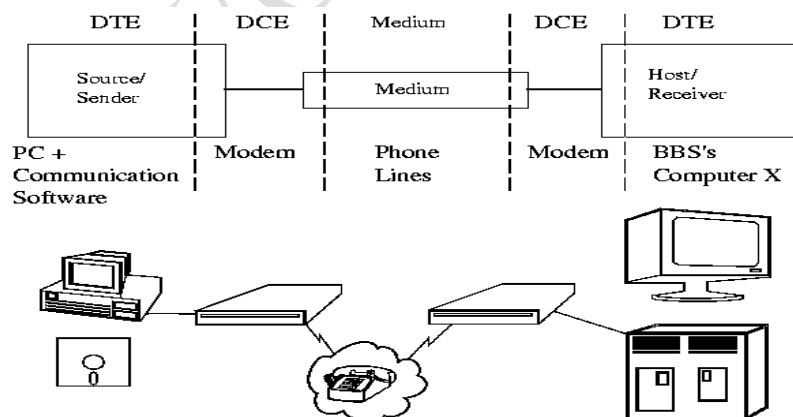 DTE DCE Medium DCE DTE
Source/ Sender Medium Host/ Receiver
PC + Communication Software Modem Phone Lines Modem BBS's Computer X